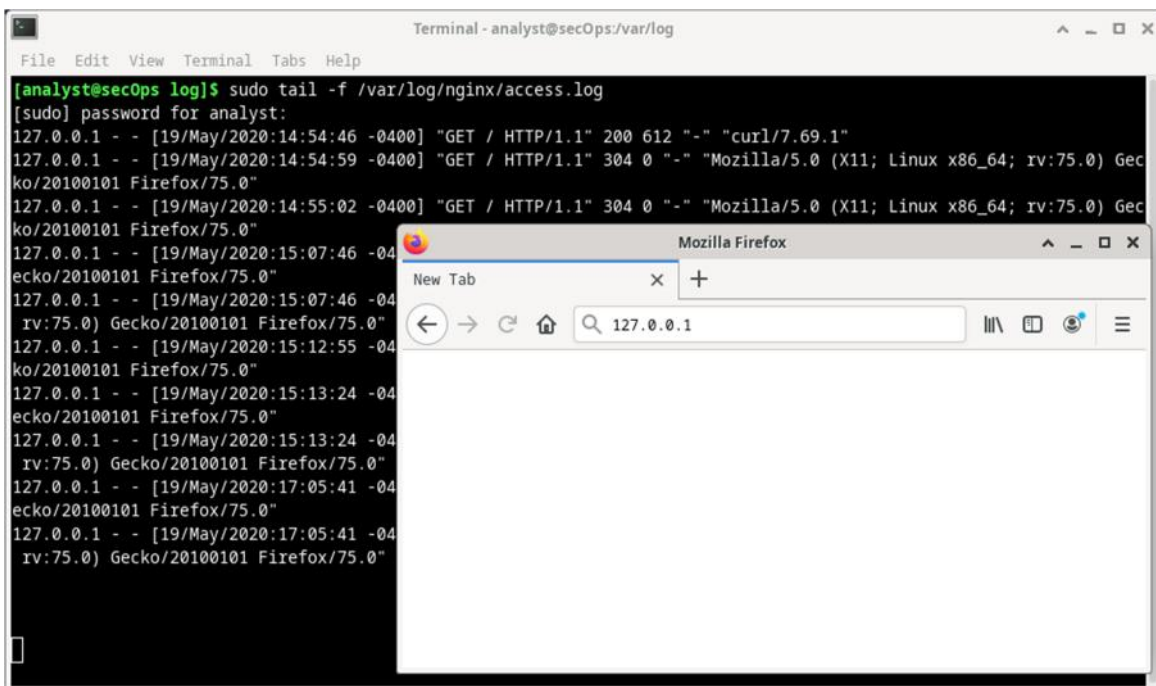 Terminal - analyst@secOps:/var/log
File Edit View Terminal Tabs Help
[analyst@secOps log]$ sudo tail -f /var/log/nginx/access.log
[sudo] password for analyst:
127.0.0.1 - - [19/May/2020:14:54:46 -0400] "GET / HTTP/1.1" 200 612 "-" "curl/7.69.1"
127.0.0.1 - - [19/May/2020:14:54:59 -0400] "GET / HTTP/1.1" 304 0 "-" "Mozilla/5.0 (X11; Linux x86_64; rv:75.0) Gec
ko/20100101 Firefox/75.0"
127.0.0.1 - - [19/May/2020:14:55:02 -0400] "GET / HTTP/1.1" 304 0 "-" "Mozilla/5.0 (X11; Linux x86_64; rv:75.0) Gec
ko/20100101 Firefox/75.0"
127.0.0.1 - - [19/May/2020:15:07:46 -04
ecko/20100101 Firefox/75.0"
127.0.0.1 - - [19/May/2020:15:07:46 -04
rv:75.0) Gecko/20100101 Firefox/75.0"
127.0.0.1 - - [19/May/2020:15:12:55 -04
ko/20100101 Firefox/75.0"
127.0.0.1 - - [19/May/2020:15:13:24 -04
ecko/20100101 Firefox/75.0"
127.0.0.1 - - [19/May/2020:15:13:24 -04
rv:75.0) Gecko/20100101 Firefox/75.0"
127.0.0.1 - - [19/May/2020:17:05:41 -04
ecko/20100101 Firefox/75.0"
127.0.0.1 - - [19/May/2020:17:05:41 -04
rv:75.0) Gecko/20100101 Firefox/75.0"
Mozilla Firefox
New Tab
127.0.0.1